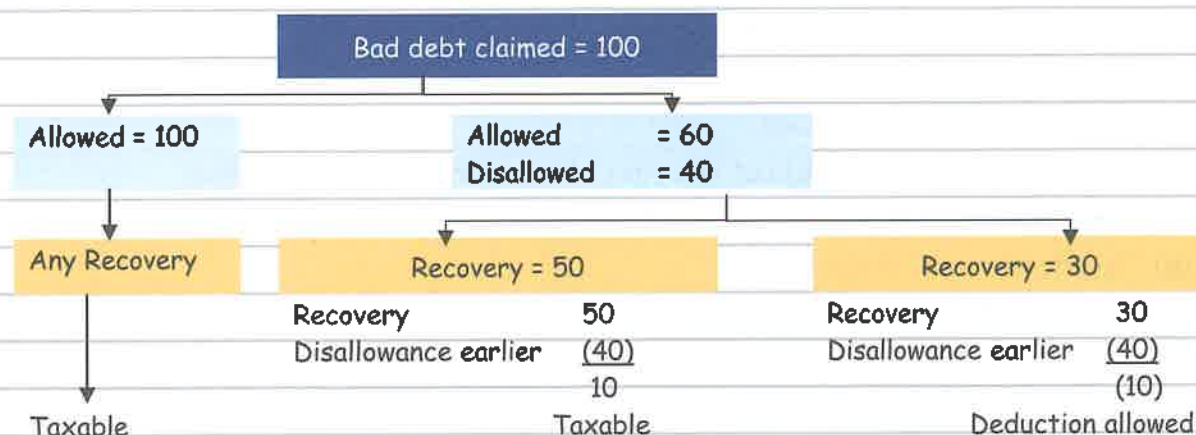 Bad debt claimed = 100
Allowed = 100
Allowed = 60
Disallowed = 40
Any Recovery
Recovery = 50
Recovery = 30
Recovery 50
Disallowance earlier (40)
10
Taxable
Recovery 30
Disallowance earlier (40)
(10)
Deduction allowed
Taxable